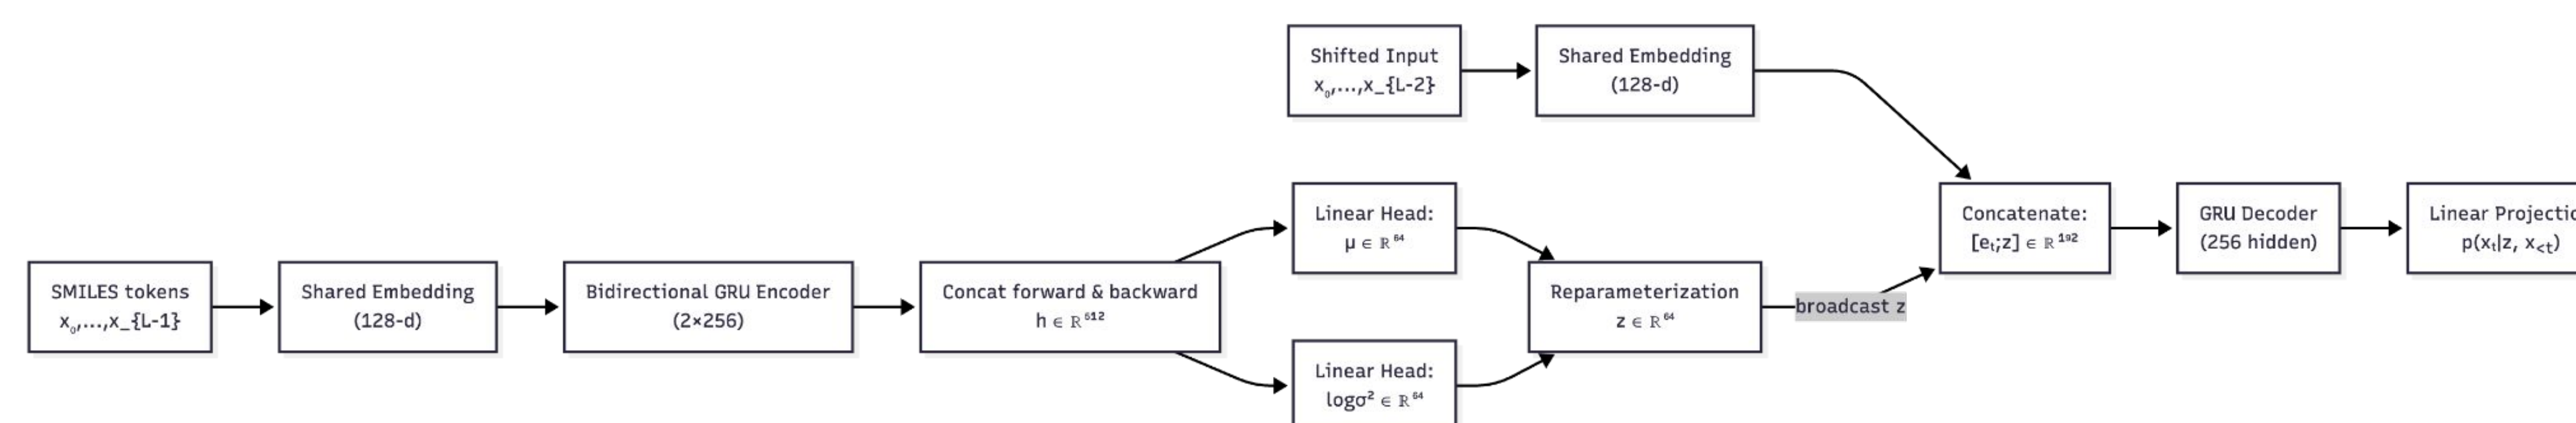 Shifted Input
x₀,...,x_{L-2}
Shared Embedding
(128-d)
SMILES tokens
x₀,...,x_{L-1}
Shared Embedding
(128-d)
Bidirectional GRU Encoder
(2×256)
Concat forward & backward
h ∈ ℝ⁵¹²
Linear Head:
μ ∈ ℝ⁶⁴
Linear Head:
logσ² ∈ ℝ⁶⁴
Reparameterization
z ∈ ℝ⁶⁴
broadcast z
Concatenate:
[eₜ;z] ∈ ℝ¹⁹²
GRU Decoder
(256 hidden)
Linear
p(xₜ|z, x<ₜ)